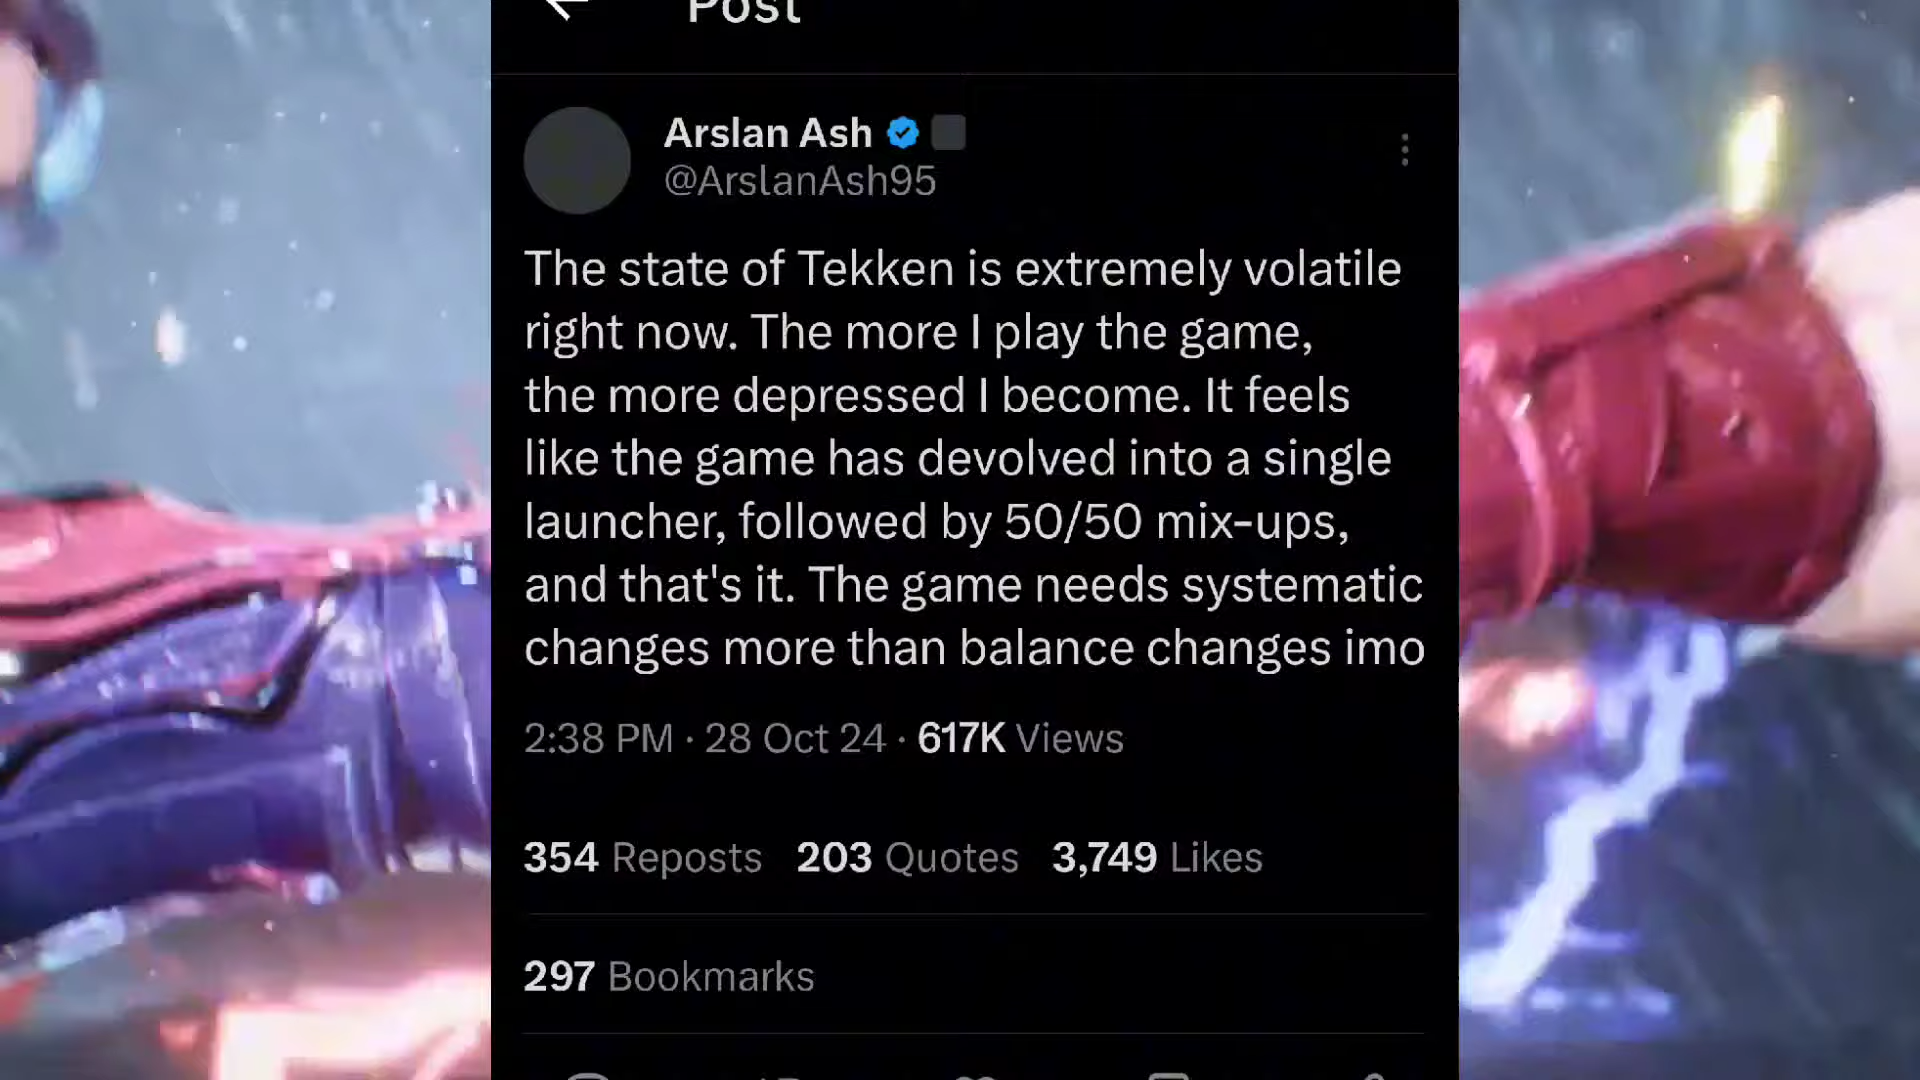 Post
Arslan Ash
@ArslanAsh95
The state of Tekken is extremely volatile
right now. The more I play the game,
the more depressed I become. It feels
like the game has devolved into a single
launcher, followed by 50/50 mix-ups,
and that's it. The game needs systematic
changes more than balance changes imo
2:38 PM · 28 Oct 24 · 617K Views
354 Reposts 203 Quotes 3,749 Likes
297 Bookmarks